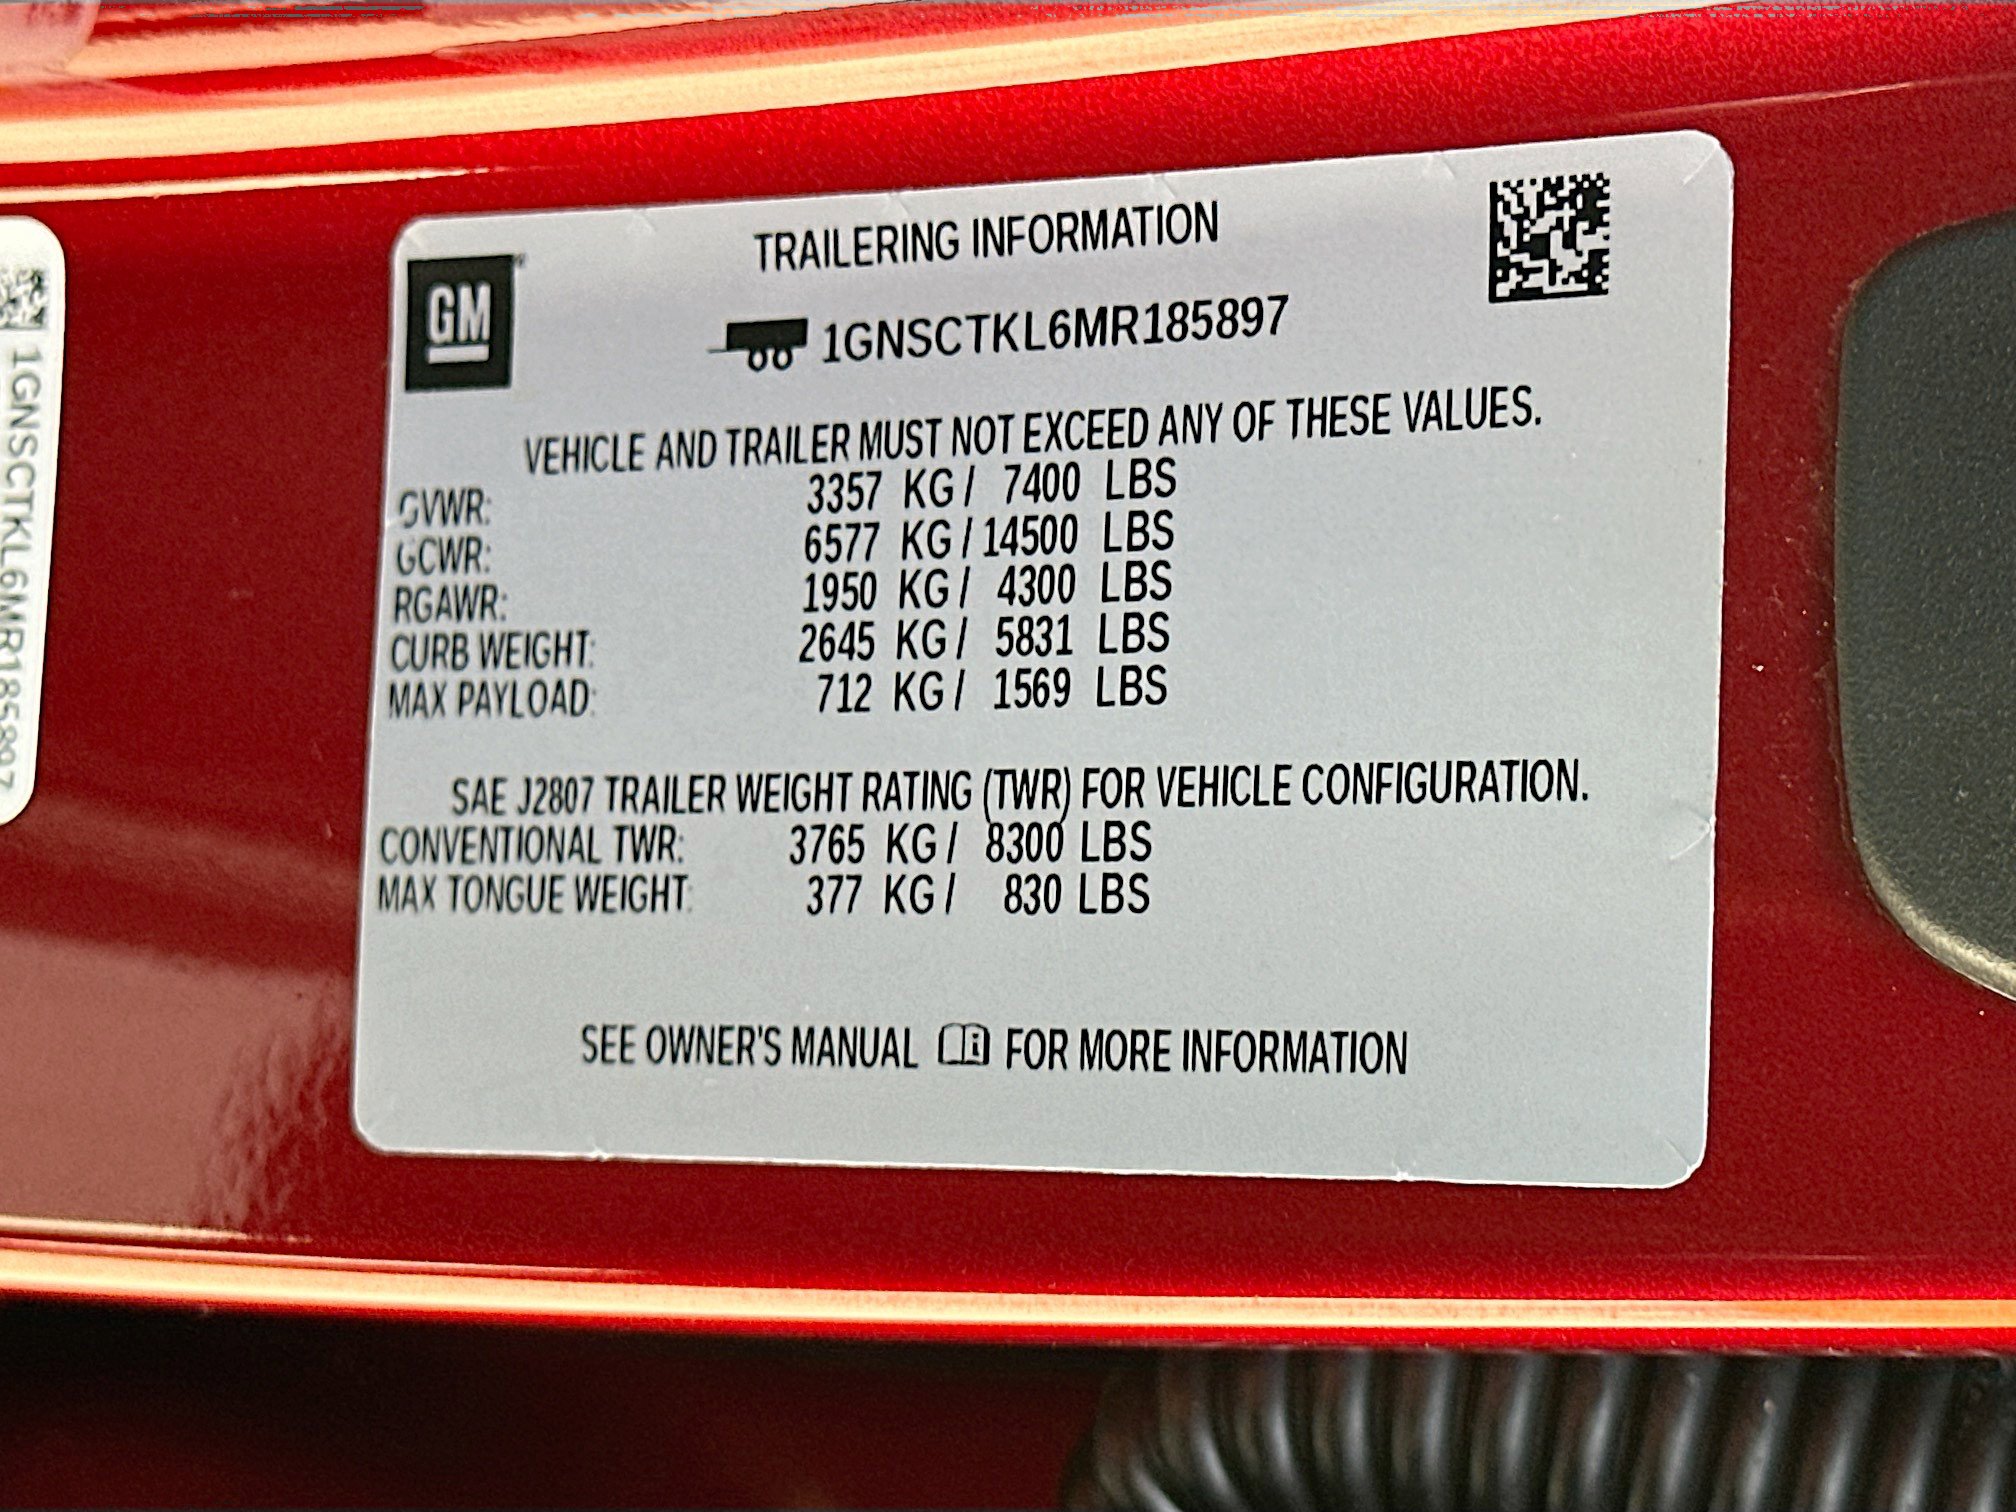 GM
TRAILERING INFORMATION
1GNSCTKL6MR185897
VEHICLE AND TRAILER MUST NOT EXCEED ANY OF THESE VALUES.
GVWR: 3357 KG / 7400 LBS
GCWR: 6577 KG / 14500 LBS
RGAWR: 1950 KG / 4300 LBS
CURB WEIGHT: 2645 KG / 5831 LBS
MAX PAYLOAD: 712 KG / 1569 LBS
SAE J2807 TRAILER WEIGHT RATING (TWR) FOR VEHICLE CONFIGURATION.
CONVENTIONAL TWR: 3765 KG / 8300 LBS
MAX TONGUE WEIGHT: 377 KG / 830 LBS
SEE OWNER'S MANUAL FOR MORE INFORMATION
1GNSCTKL6MR185897